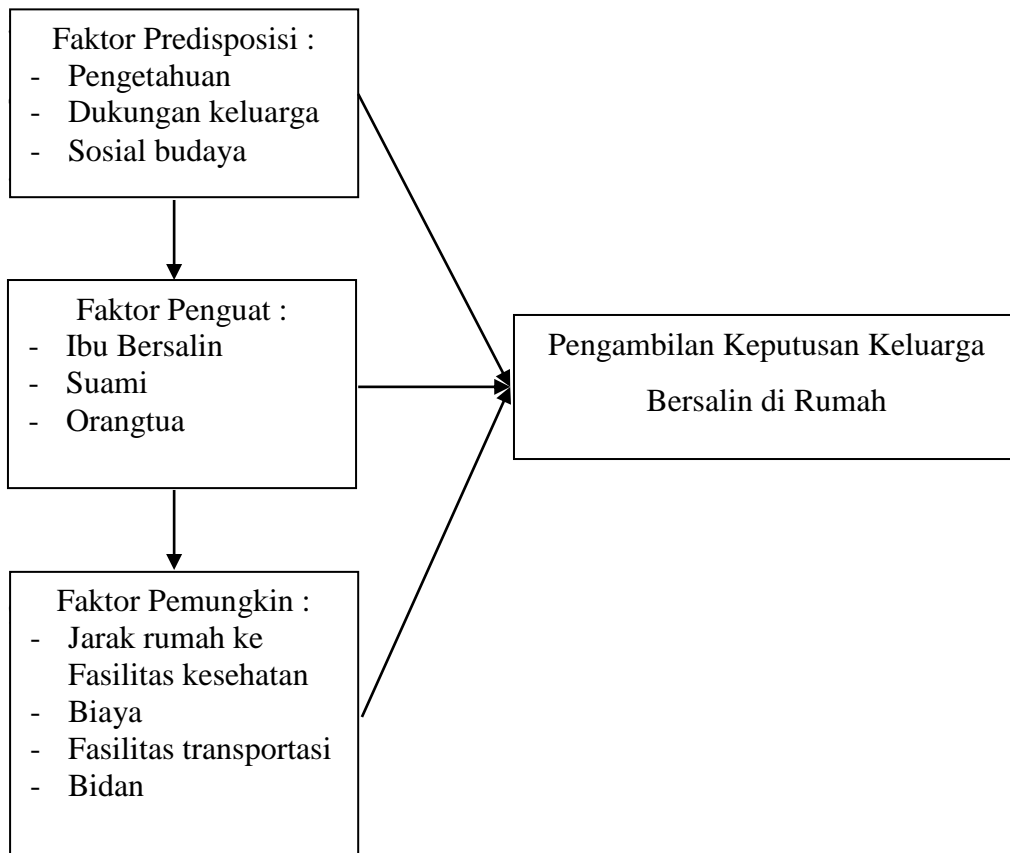 Faktor Predisposisi :
- Pengetahuan
- Dukungan keluarga
- Sosial budaya
Faktor Penguat :
- Ibu Bersalin
- Suami
- Orangtua
Pengambilan Keputusan Keluarga
Bersalin di Rumah
Faktor Pemungkin :
- Jarak rumah ke
Fasilitas kesehatan
- Biaya
- Fasilitas transportasi
- Bidan